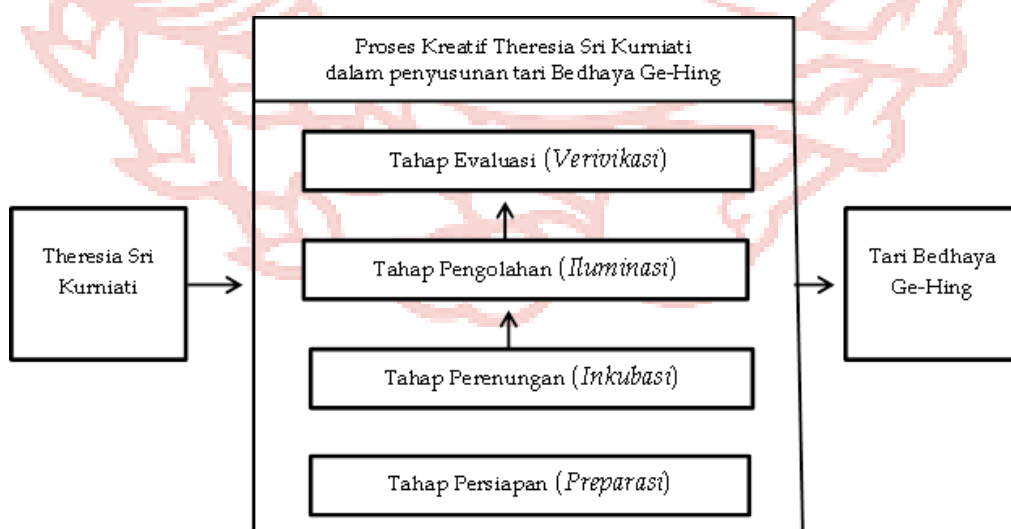 Proses Kreatif Theresia Sri Kurniati
dalam penyusunan tari Bedhaya Ge-Hing
Tahap Evaluasi (Verivikasi)
Theresia Sri
Kurniati
Tahap Pengolahan (Iluminasi)
Tari Bedhaya
Ge-Hing
Tahap Perenungan (Inkubasi)
Tahap Persiapan (Preparasi)